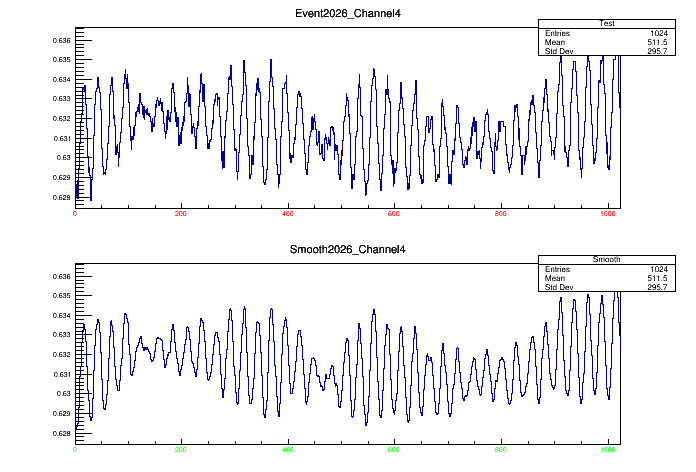 Event2026_Channel4
Test
Entries 1024
Mean 511.5
Std Dev 295.7
0.636
0.635
0.634
0.633
0.632
0.631
0.63
0.629
0.628
0 200 400 600 800 1000
Smooth2026_Channel4
Smooth
Entries 1024
Mean 511.5
Std Dev 295.7
0.636
0.635
0.634
0.633
0.632
0.631
0.63
0.629
0.628
0 200 400 600 800 1000